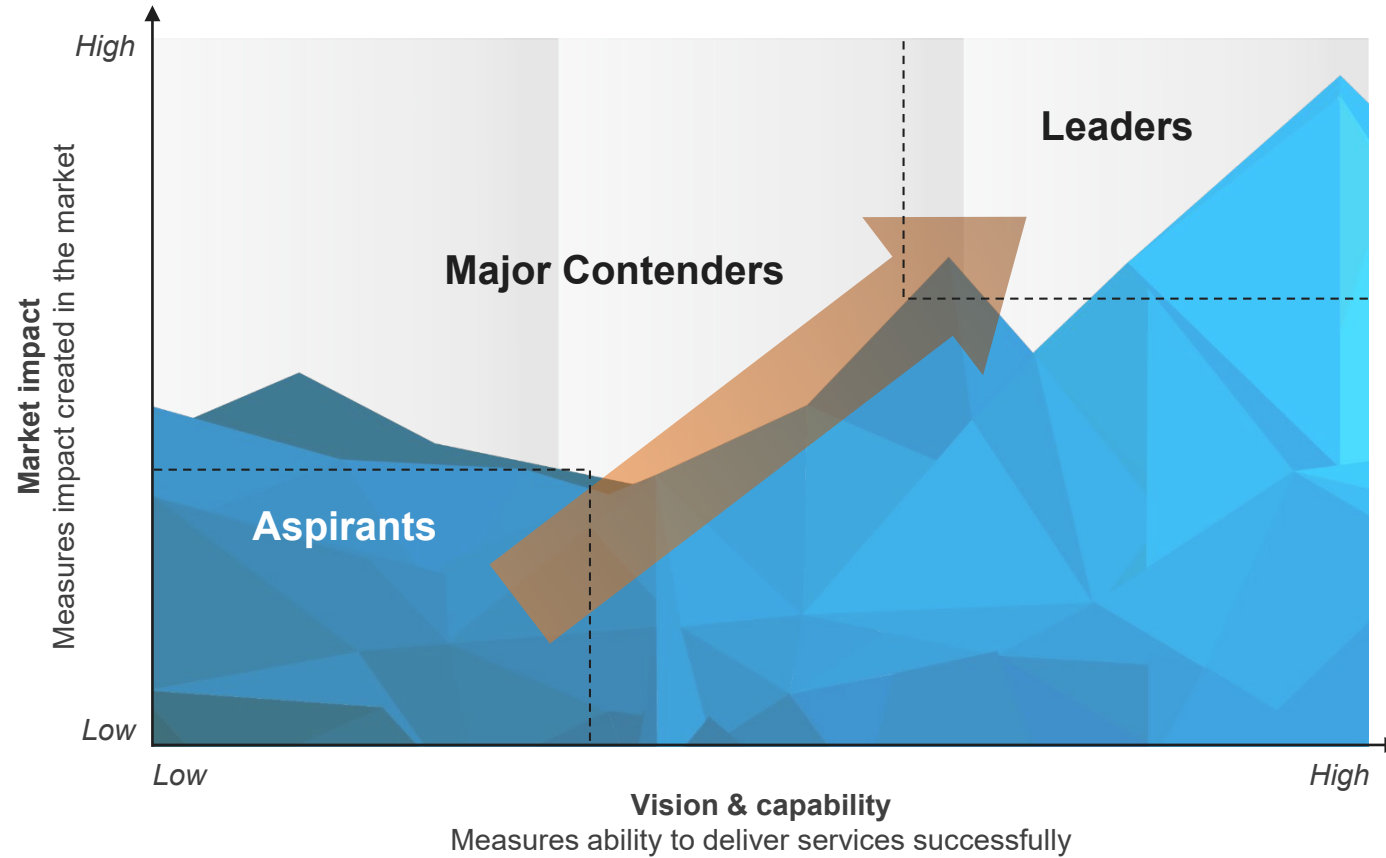 High
Leaders
Major Contenders
Market impact
Measures impact created in the market
Aspirants
Low
Low
High
Vision & capability
Measures ability to deliver services successfully